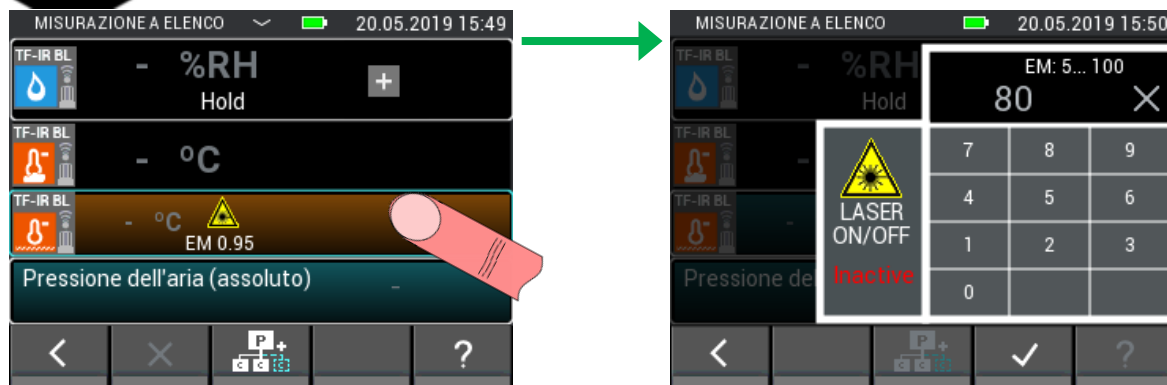 MISURAZIONE A ELENCO 20.05.2019 15:49
TF-IR BL
- %RH
Hold
+
TF-IR BL
- °C
TF-IR BL
- °C
EM 0.95
Pressione dell'aria (assoluto) -
P +
C C C
?
MISURAZIONE A ELENCO 20.05.2019 15:50
TF-IR BL
- %RH
Hold
EM: 5... 100
80
TF-IR BL
-
TF-IR BL
-
Pressione de
LASER
ON/OFF
Inactive
7 8 9
4 5 6
1 2 3
0
P +
C C C
?